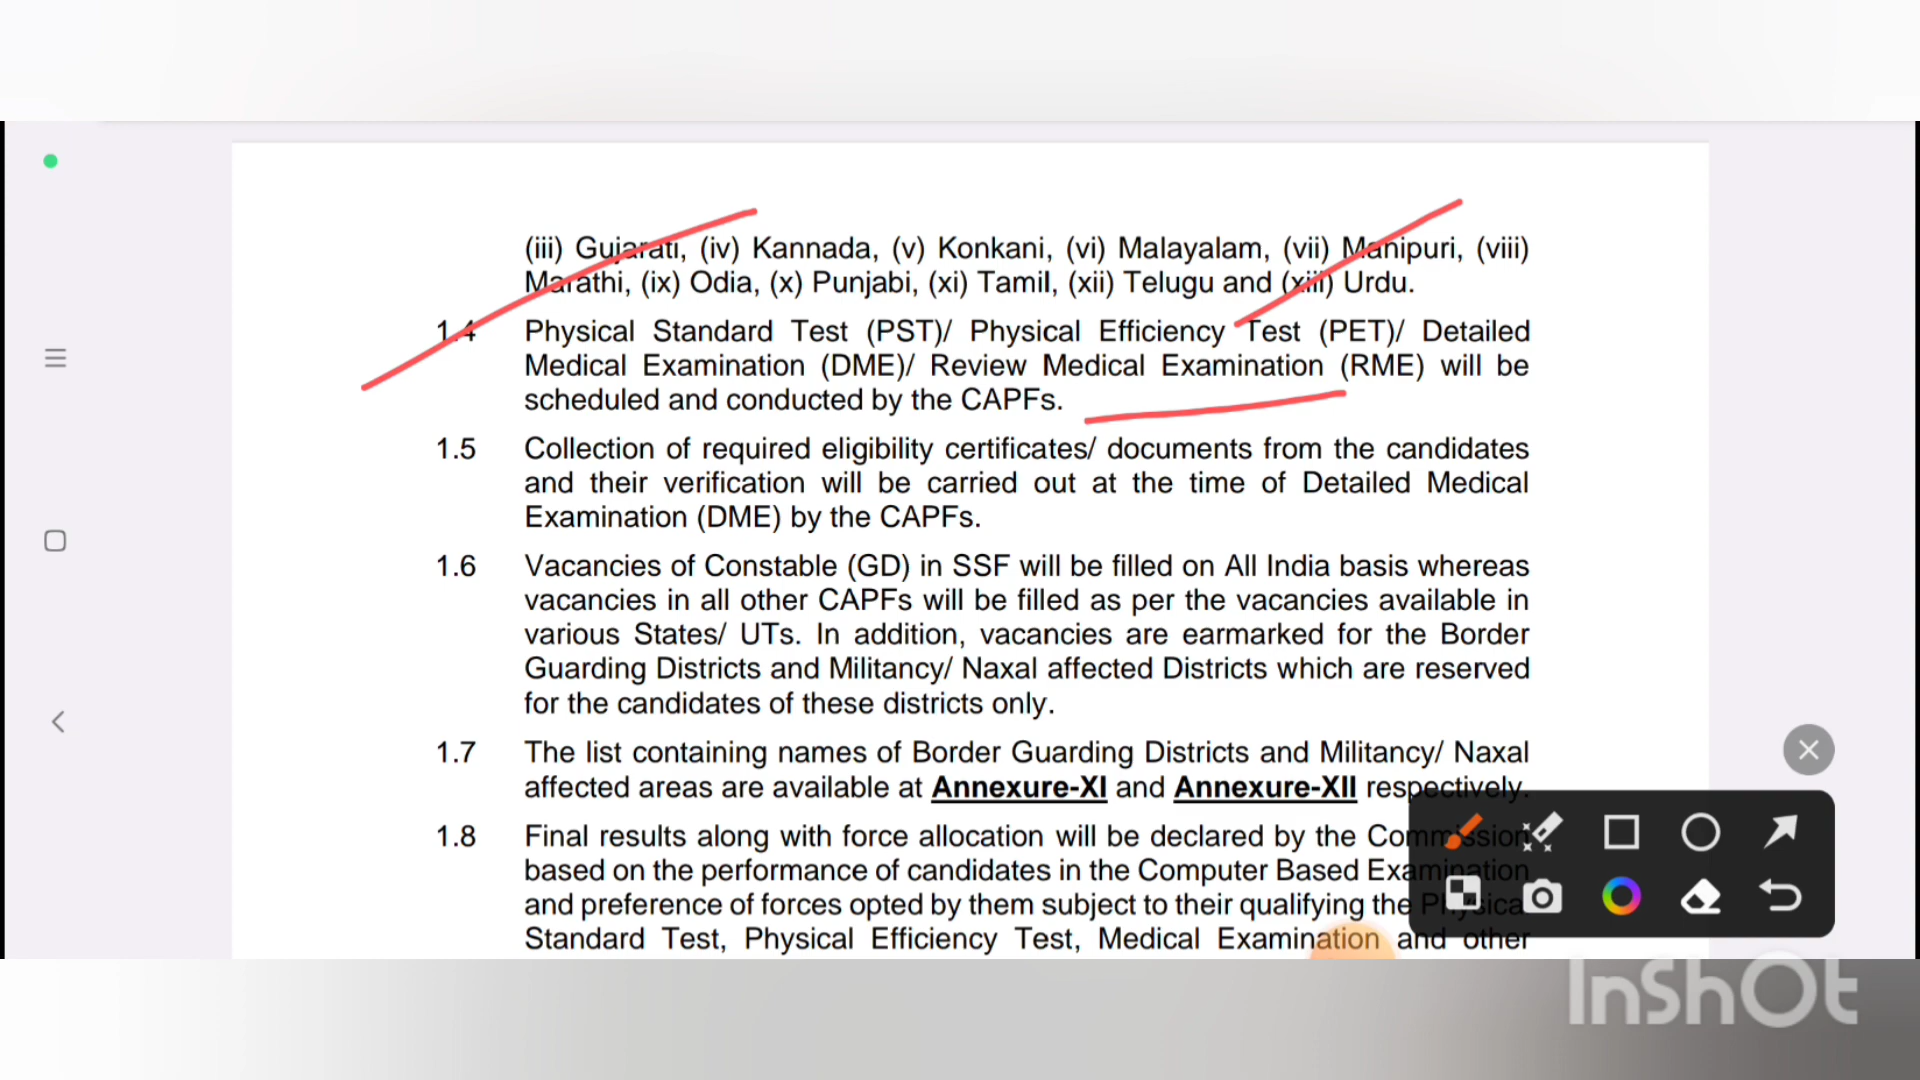 (iii) Gujarati, (iv) Kannada, (v) Konkani, (vi) Malayalam, (vii) Manipuri, (viii)
Marathi, (ix) Odia, (x) Punjabi, (xi) Tamil, (xii) Telugu and (xiii) Urdu.
1.4 Physical Standard Test (PST)/ Physical Efficiency Test (PET)/ Detailed
Medical Examination (DME)/ Review Medical Examination (RME) will be
scheduled and conducted by the CAPFs.
1.5 Collection of required eligibility certificates/ documents from the candidates
and their verification will be carried out at the time of Detailed Medical
Examination (DME) by the CAPFs.
1.6 Vacancies of Constable (GD) in SSF will be filled on All India basis whereas
vacancies in all other CAPFs will be filled as per the vacancies available in
various States/ UTs. In addition, vacancies are earmarked for the Border
Guarding Districts and Militancy/ Naxal affected Districts which are reserved
for the candidates of these districts only.
1.7 The list containing names of Border Guarding Districts and Militancy/ Naxal
affected areas are available at Annexure-XI and Annexure-XII respectively.
1.8 Final results along with force allocation will be declared by the Commission
based on the performance of candidates in the Computer Based Examination
and preference of forces opted by them subject to their qualifying the Physical
Standard Test, Physical Efficiency Test, Medical Examination and other
InShOt